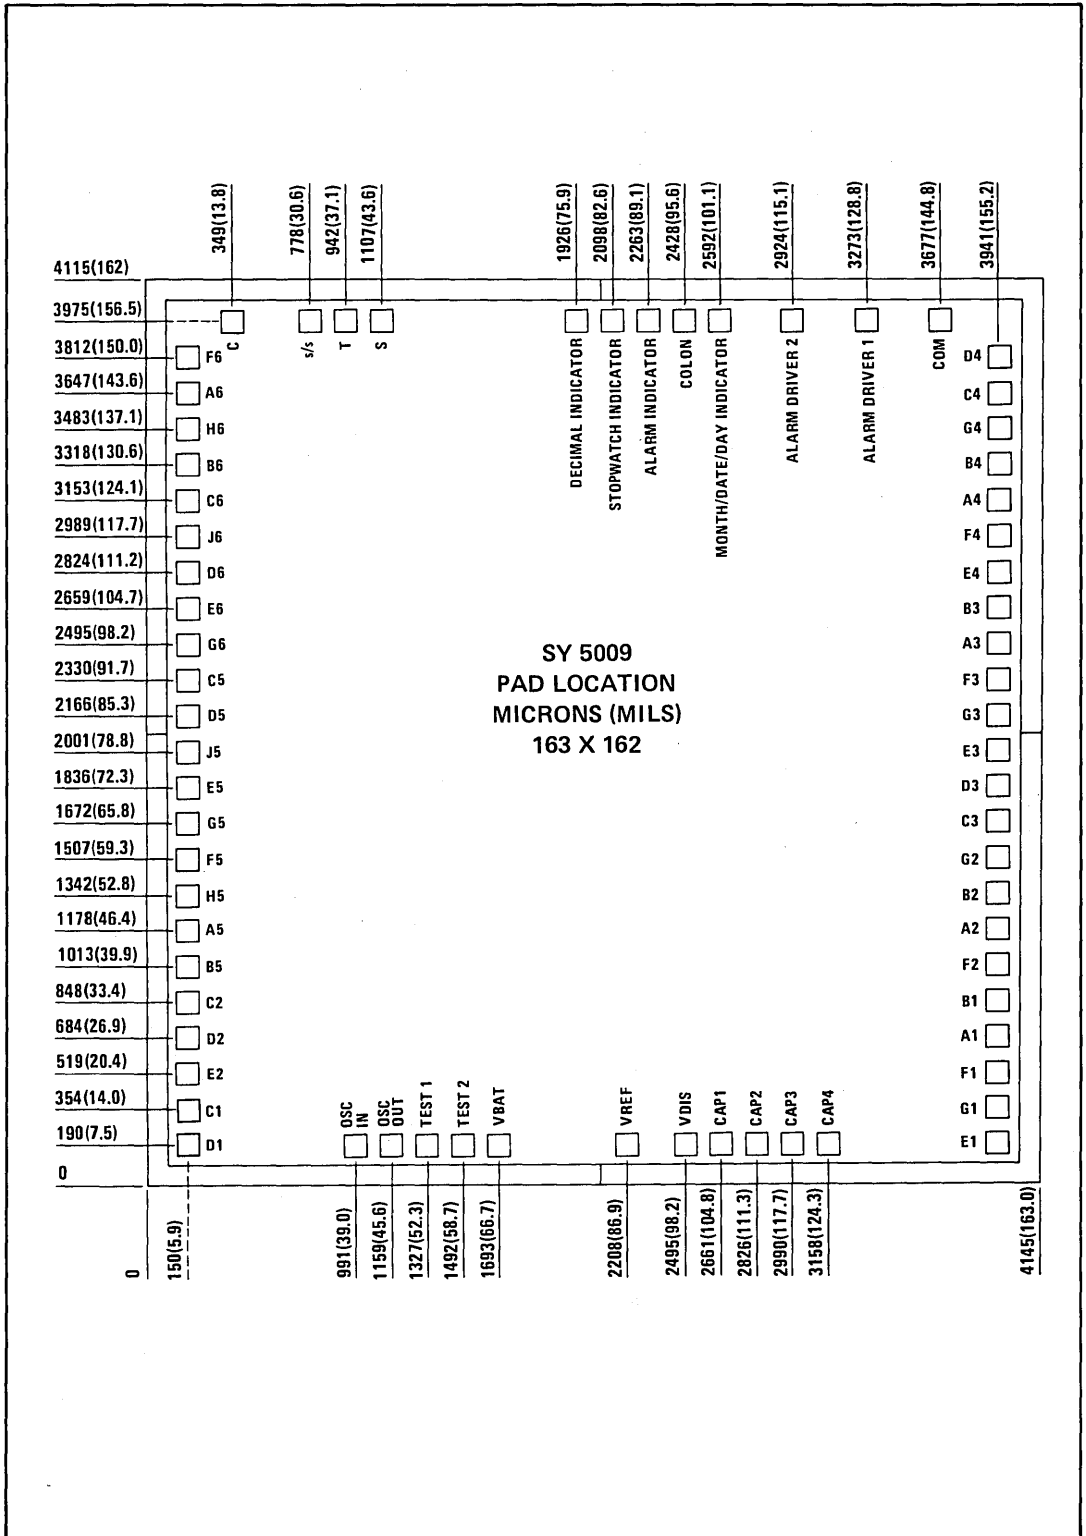 349(13.8)
778(30.6)
942(37.1)
1107(43.6)
1926(75.9)
2098(82.6)
2263(89.1)
2428(95.6)
2592(101.1)
2924(115.1)
3273(128.8)
3677(144.8)
3941(155.2)
4115(162)
3975(156.5)
3812(150.0)
3647(143.6)
3483(137.1)
3318(130.6)
3153(124.1)
2989(117.7)
2824(111.2)
2659(104.7)
2495(98.2)
2330(91.7)
2166(85.3)
2001(78.8)
1836(72.3)
1672(65.8)
1507(59.3)
1342(52.8)
1178(46.4)
1013(39.9)
848(33.4)
684(26.9)
519(20.4)
354(14.0)
190(7.5)
0
C
s/s
T
S
DECIMAL INDICATOR
STOPWATCH INDICATOR
ALARM INDICATOR
COLON
MONTH/DATE/DAY INDICATOR
ALARM DRIVER 2
ALARM DRIVER 1
COM
F6
A6
H6
B6
C6
J6
D6
E6
G6
C5
D5
J5
E5
G5
F5
H5
A5
B5
C2
D2
E2
C1
D1
SY 5009
PAD LOCATION
MICRONS (MILS)
163 X 162
D4
C4
G4
B4
A4
F4
E4
B3
A3
F3
G3
E3
D3
C3
G2
B2
A2
F2
B1
A1
F1
G1
E1
OSC
IN
OSC
OUT
TEST 1
TEST 2
VBAT
VREF
VDIS
CAP1
CAP2
CAP3
CAP4
0
150(5.9)
991(39.0)
1159(45.6)
1327(52.3)
1492(58.7)
1693(66.7)
2208(86.9)
2495(98.2)
2661(104.8)
2826(111.3)
2990(117.7)
3158(124.3)
4145(163.0)